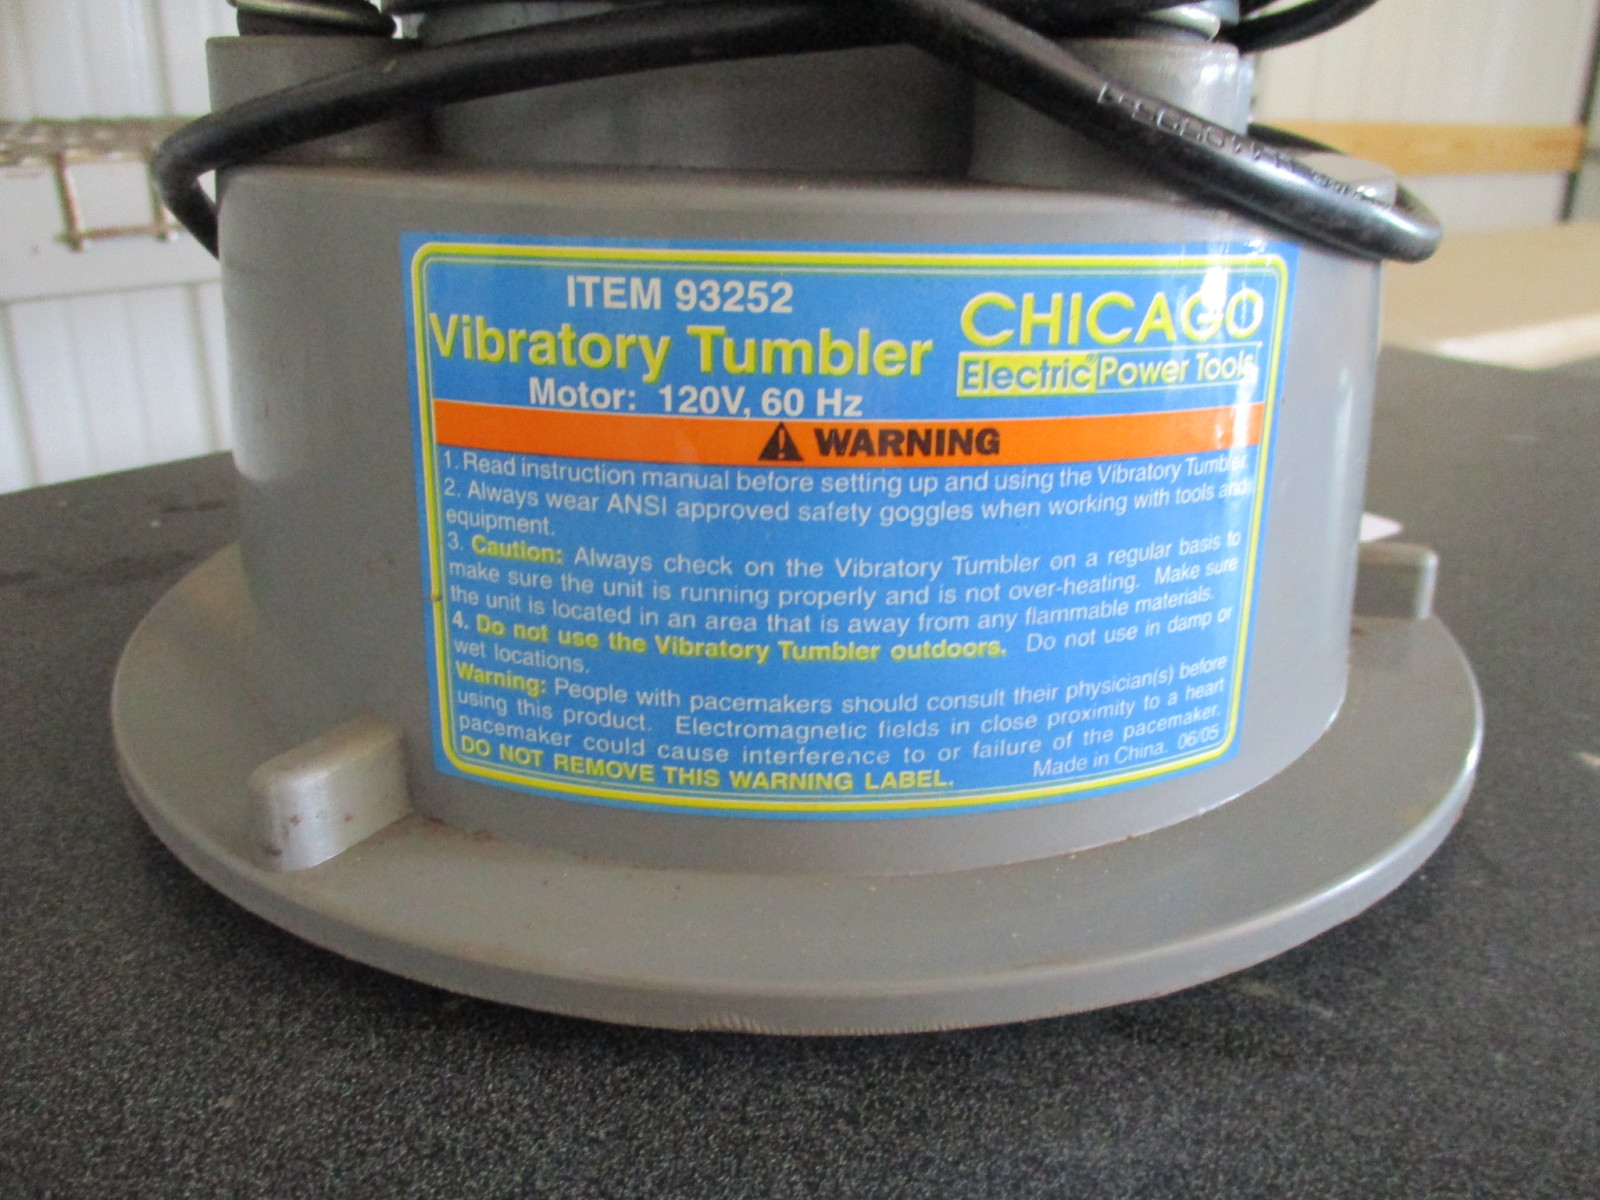 ITEM 93252
Vibratory Tumbler
Motor: 120V, 60 Hz
CHICAGO
Electric® Power Tools
WARNING
1. Read instruction manual before setting up and using the Vibratory Tumbler.
2. Always wear ANSI approved safety goggles when working with tools and
equipment.
3. Caution: Always check on the Vibratory Tumbler on a regular basis to
make sure the unit is running properly and is not over-heating. Make sure
the unit is located in an area that is away from any flammable materials.
4. Do not use the Vibratory Tumbler outdoors. Do not use in damp or
wet locations.
Warning: People with pacemakers should consult their physician(s) before
using this product. Electromagnetic fields in close proximity to a heart
pacemaker could cause interference to or failure of the pacemaker.
DO NOT REMOVE THIS WARNING LABEL.
Made in China. 06/05